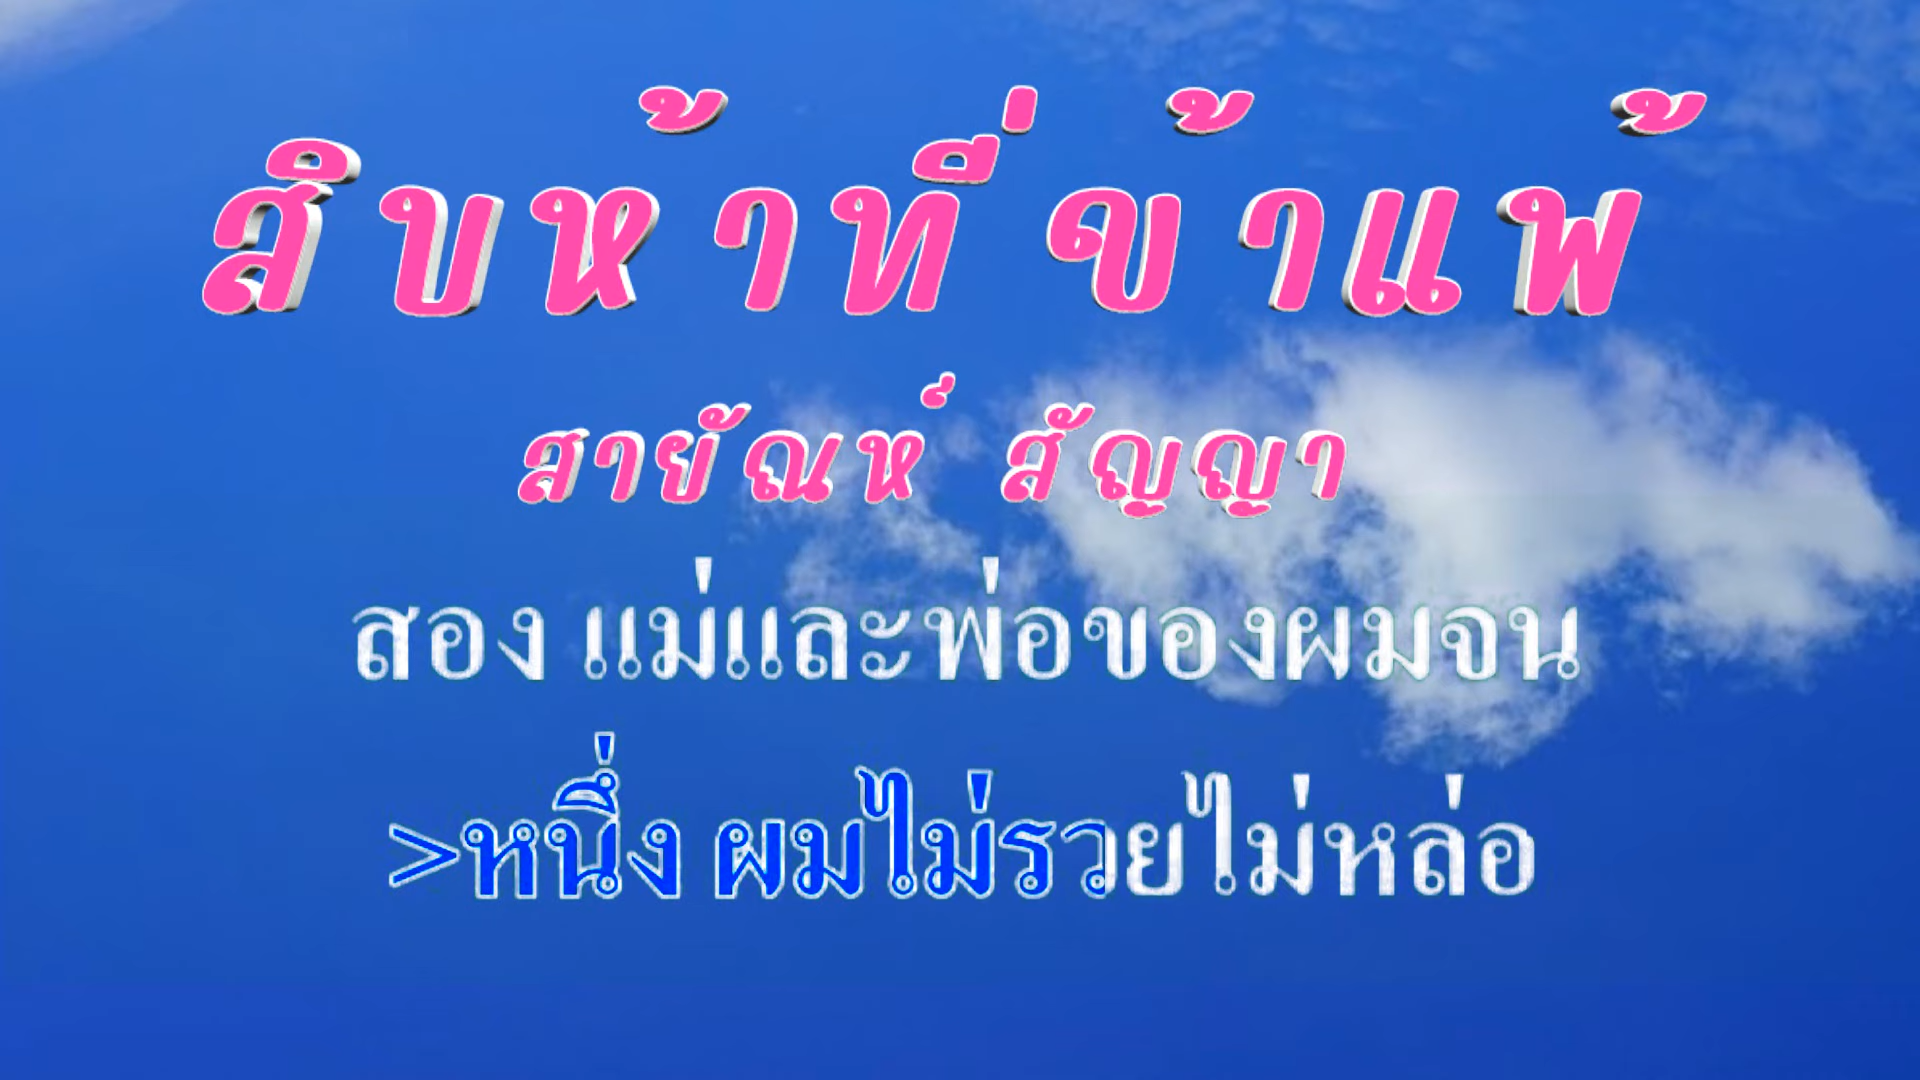 สิบห้าที่ข้าแพ้
สายัณห์ สัญญา
สอง แม่และพ่อของผมจน
>หนึ่ง ผมไม่รวยไม่หล่อ